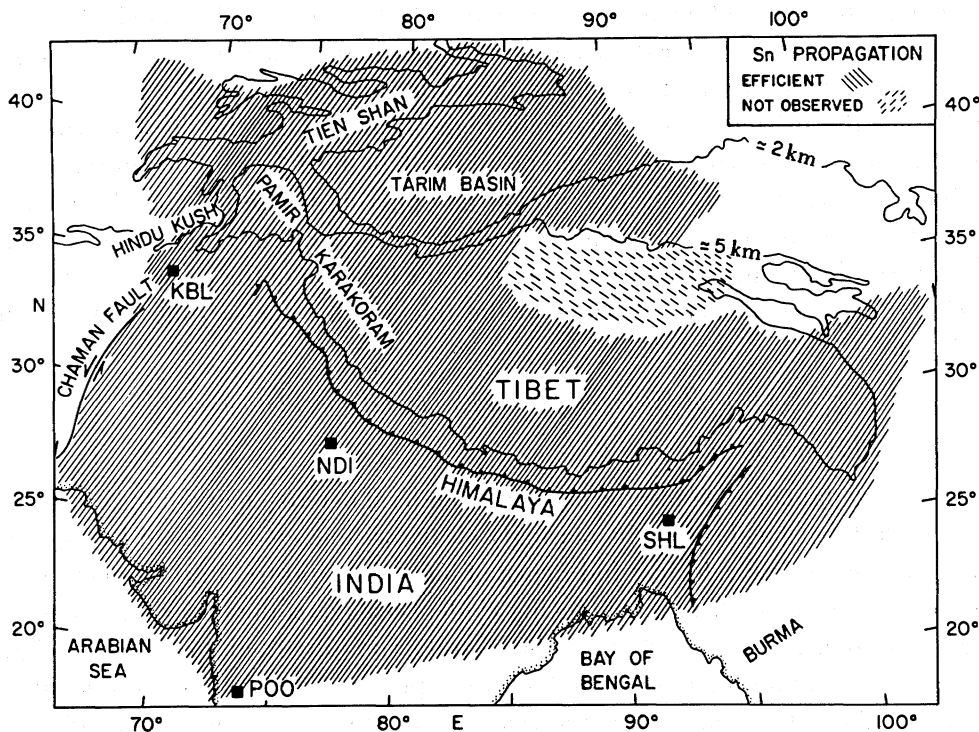 70° 80° 90° 100°
Sn PROPAGATION
EFFICIENT
NOT OBSERVED
40° 40°
TIEN SHAN
≃ 2 km
TARIM BASIN
PAMIR
HINDU KUSH
35° 35°
≃ 5 km
KARAKORAM
KBL
N
CHAMAN FAULT
30° 30°
TIBET
NDI
HIMALAYA
25° 25°
SHL
INDIA
20° 20°
ARABIAN
SEA
BURMA
BAY OF
BENGAL
POO
70° 80° E 90° 100°